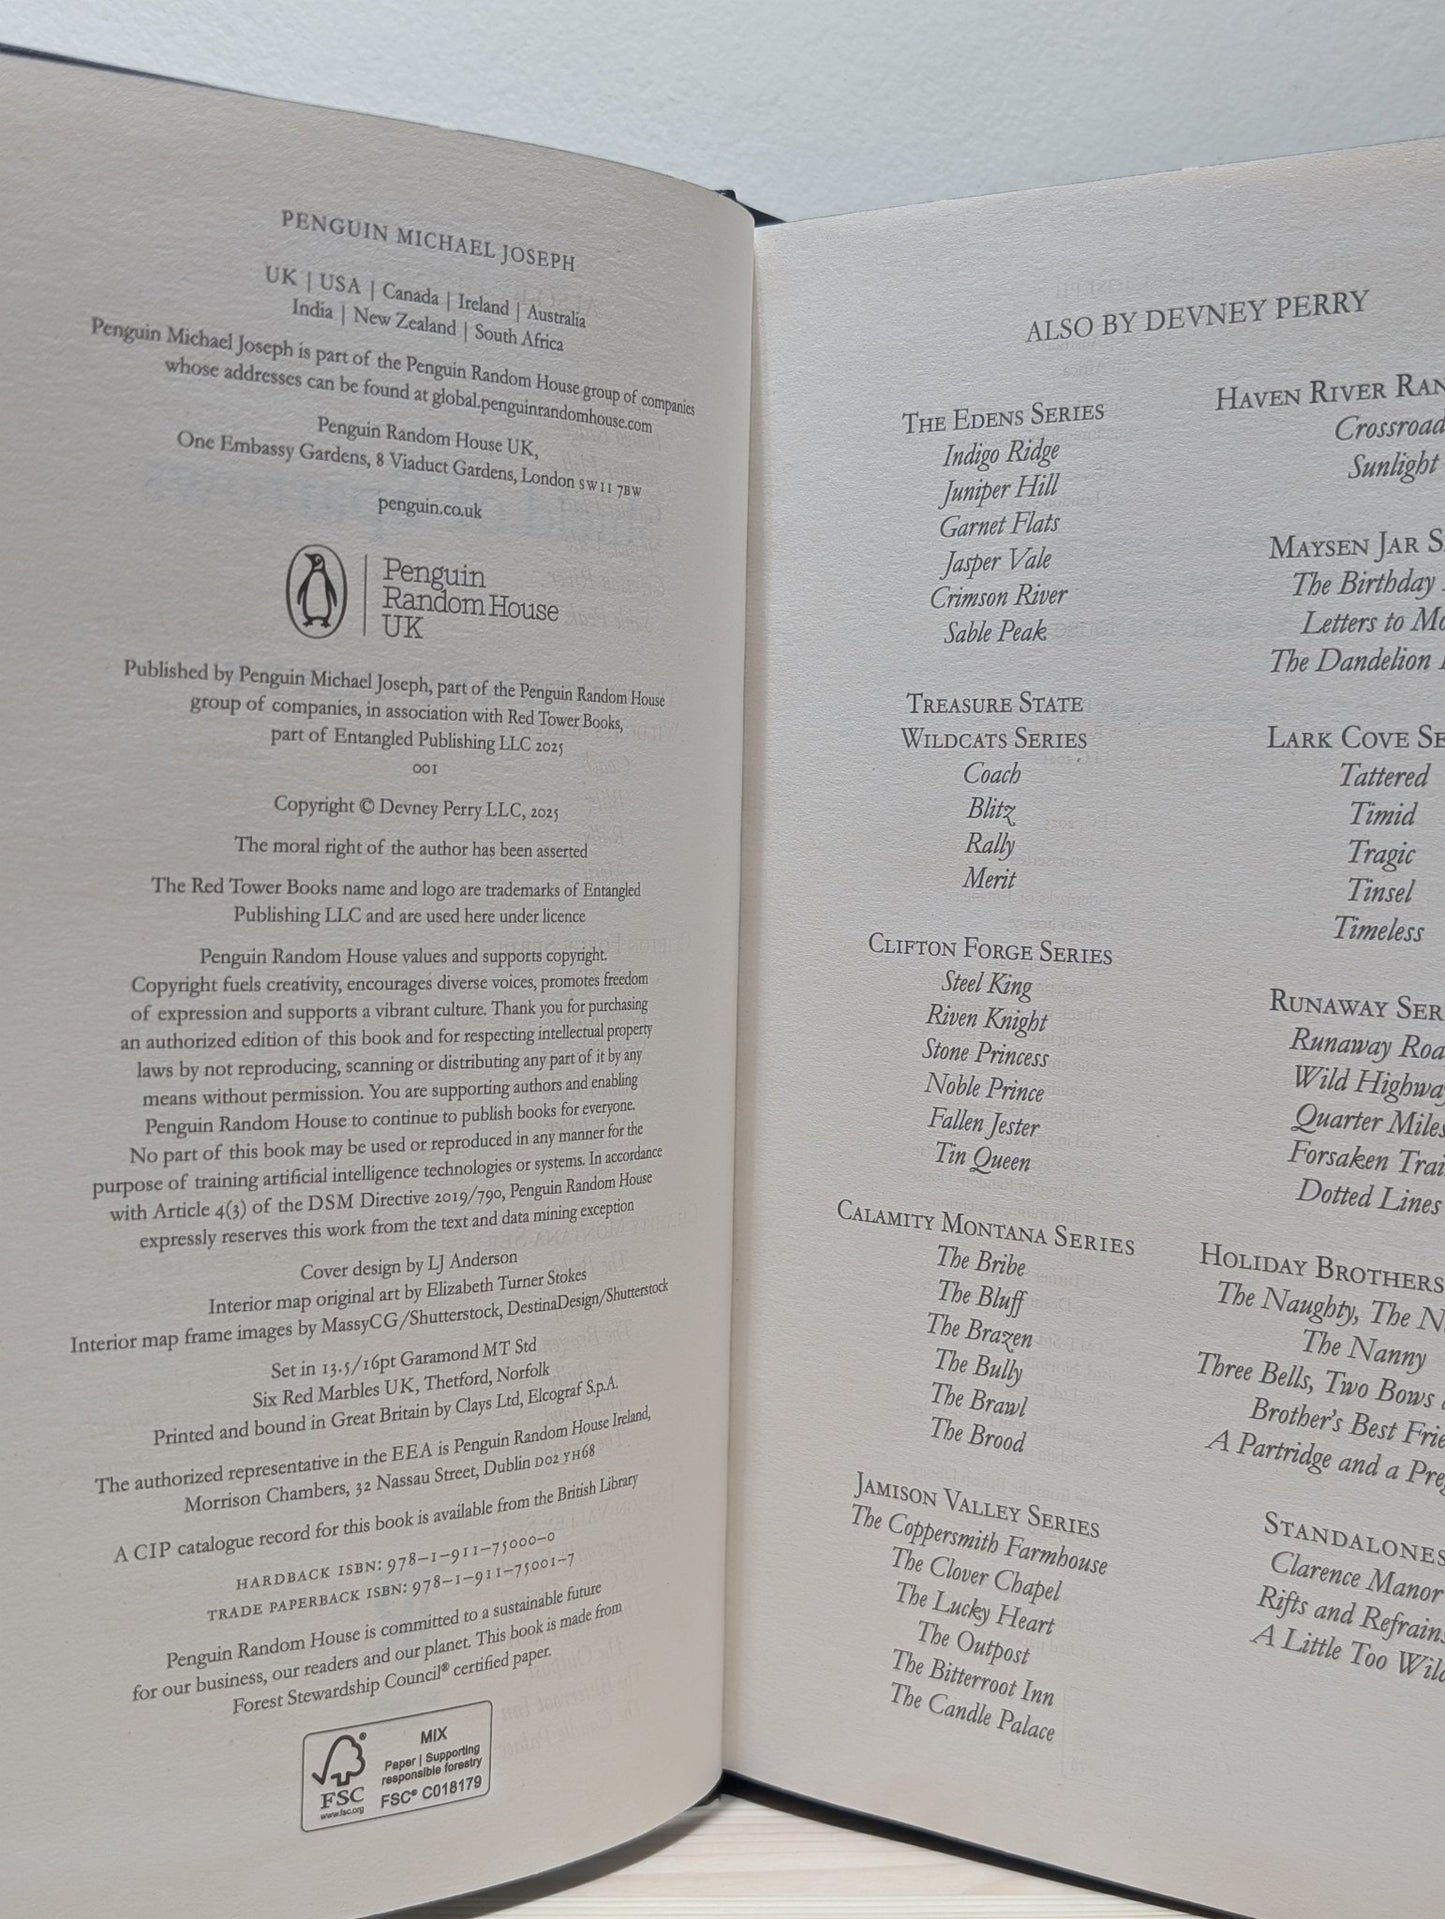 PENGUIN MICHAEL JOSEPH
UK | USA | Canada | Ireland | Australia
India | New Zealand | South Africa
Penguin Michael Joseph is part of the Penguin Random House group of companies
whose addresses can be found at global.penguinrandomhouse.com
Penguin Random House UK,
One Embassy Gardens, 8 Viaduct Gardens, London SW11 7BW
penguin.co.uk
Penguin
Random House
UK
Published by Penguin Michael Joseph, part of the Penguin Random House
group of companies, in association with Red Tower Books,
part of Entangled Publishing LLC 2025
001
Copyright © Devney Perry LLC, 2025
The moral right of the author has been asserted
The Red Tower Books name and logo are trademarks of Entangled
Publishing LLC and are used here under licence
Penguin Random House values and supports copyright.
Copyright fuels creativity, encourages diverse voices, promotes freedom
of expression and supports a vibrant culture. Thank you for purchasing
an authorized edition of this book and for respecting intellectual property
laws by not reproducing, scanning or distributing any part of it by any
means without permission. You are supporting authors and enabling
Penguin Random House to continue to publish books for everyone.
No part of this book may be used or reproduced in any manner for the
purpose of training artificial intelligence technologies or systems. In accordance
with Article 4(3) of the DSM Directive 2019/790, Penguin Random House
expressly reserves this work from the text and data mining exception
Cover design by LJ Anderson
Interior map original art by Elizabeth Turner Stokes
Interior map frame images by MassyCG/Shutterstock, DestinaDesign/Shutterstock
Set in 13.5/16pt Garamond MT Std
Six Red Marbles UK, Thetford, Norfolk
Printed and bound in Great Britain by Clays Ltd, Elcograf S.p.A.
The authorized representative in the EEA is Penguin Random House Ireland,
Morrison Chambers, 32 Nassau Street, Dublin D02 YH68
A CIP catalogue record for this book is available from the British Library
HARDBACK ISBN: 978-1-911-75000-0
TRADE PAPERBACK ISBN: 978-1-911-75001-7
Penguin Random House is committed to a sustainable future
for our business, our readers and our planet. This book is made from
Forest Stewardship Council® certified paper.
FSC
www.fsc.org
MIX
Paper | Supporting
responsible forestry
FSC® C018179
ALSO BY DEVNEY PERRY
THE EDENS SERIES
Indigo Ridge
Juniper Hill
Garnet Flats
Jasper Vale
Crimson River
Sable Peak
TREASURE STATE
WILDCATS SERIES
Coach
Blitz
Rally
Merit
CLIFTON FORGE SERIES
Steel King
Riven Knight
Stone Princess
Noble Prince
Fallen Jester
Tin Queen
CALAMITY MONTANA SERIES
The Bribe
The Bluff
The Brazen
The Bully
The Brawl
The Brood
JAMISON VALLEY SERIES
The Coppersmith Farmhouse
The Clover Chapel
The Lucky Heart
The Outpost
The Bitterroot Inn
The Candle Palace
HAVEN RIVER
Sunlight
MAYSEN JAR
The Birthday
Letters to
The Dandelion
LARK COVE
Tattered
Timid
Tragic
Tinsel
Timeless
RUNAWAY
Runaway
Wild
Quarter Miles
Forsaken
Dotted Lines
HOLIDAY BROTHERS
The Naughty, The
The Nanny
Three Bells, Two Bows
Brother's Best
A Partridge and a
STANDALONES
Clarence Manor
Rifts and
A Little Too